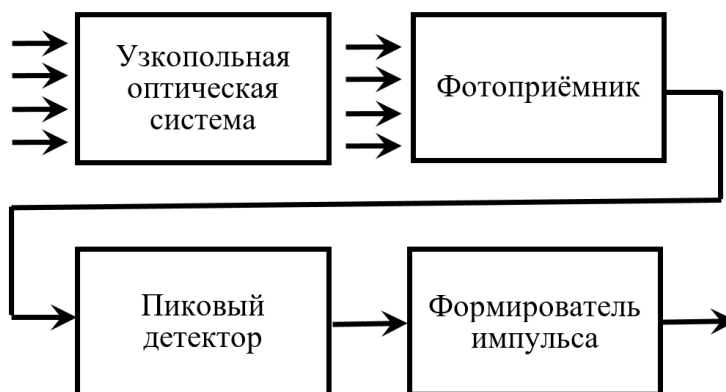 Узкопольная
оптическая
система
Фотоприёмник
Пиковый
детектор
Формирователь
импульса